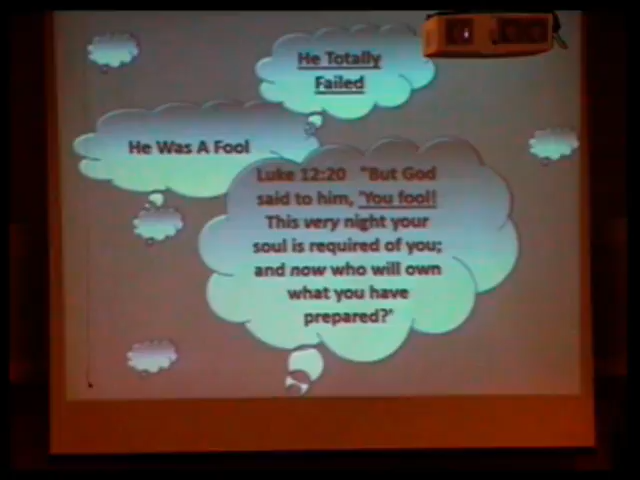 He Totally
Failed
He Was A Fool
Luke 12:20 "But God
said to him, 'You fool!
This very night your
soul is required of you;
and now who will own
what you have
prepared?'